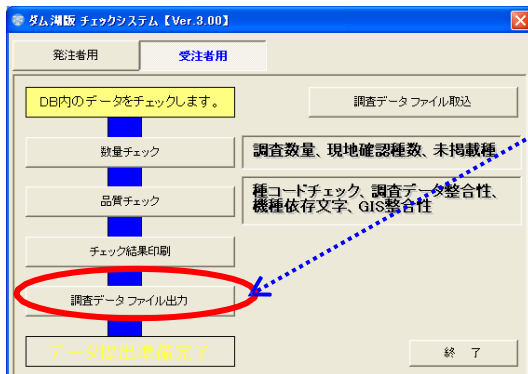 ダム湖版 チェックシステム【Ver.3.00】
発注者用
受注者用
DB内のデータをチェックします。
調査データファイル取込
数量チェック
調査数量、現地確認種数、未掲載種
品質チェック
種コードチェック、調査データ整合性、
機種依存文字、GIS整合性
チェック結果印刷
調査データファイル出力
データ提出準備完了
終 了